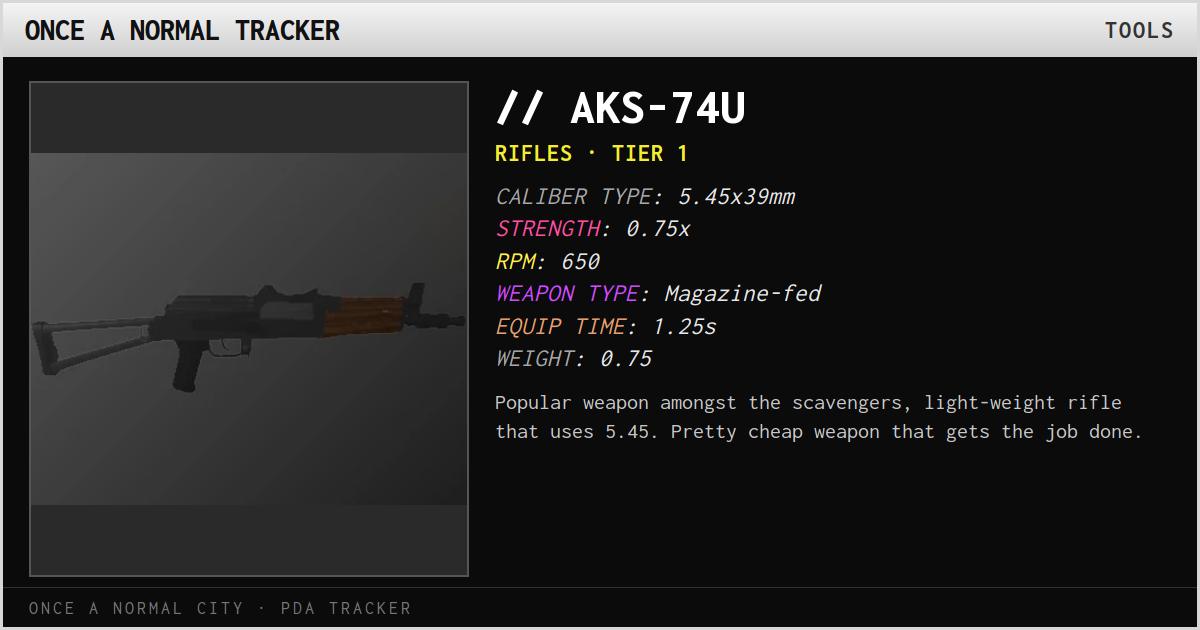 ONCE A NORMAL TRACKER
TOOLS
// AKS-74U
RIFLES · TIER 1
CALIBER TYPE: 5.45x39mm
STRENGTH: 0.75x
RPM: 650
WEAPON TYPE: Magazine-fed
EQUIP TIME: 1.25s
WEIGHT: 0.75
Popular weapon amongst the scavengers, light-weight rifle
that uses 5.45. Pretty cheap weapon that gets the job done.
ONCE A NORMAL CITY · PDA TRACKER